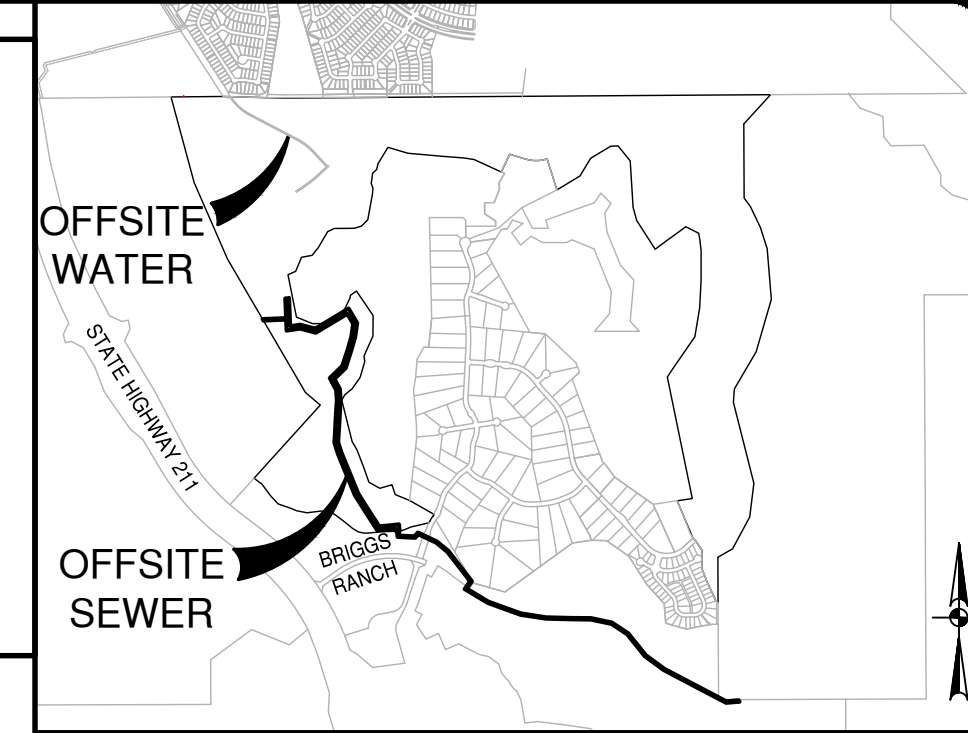 OFFSITE
WATER
STATE HIGHWAY 211
OFFSITE
SEWER
BRIGGS
RANCH